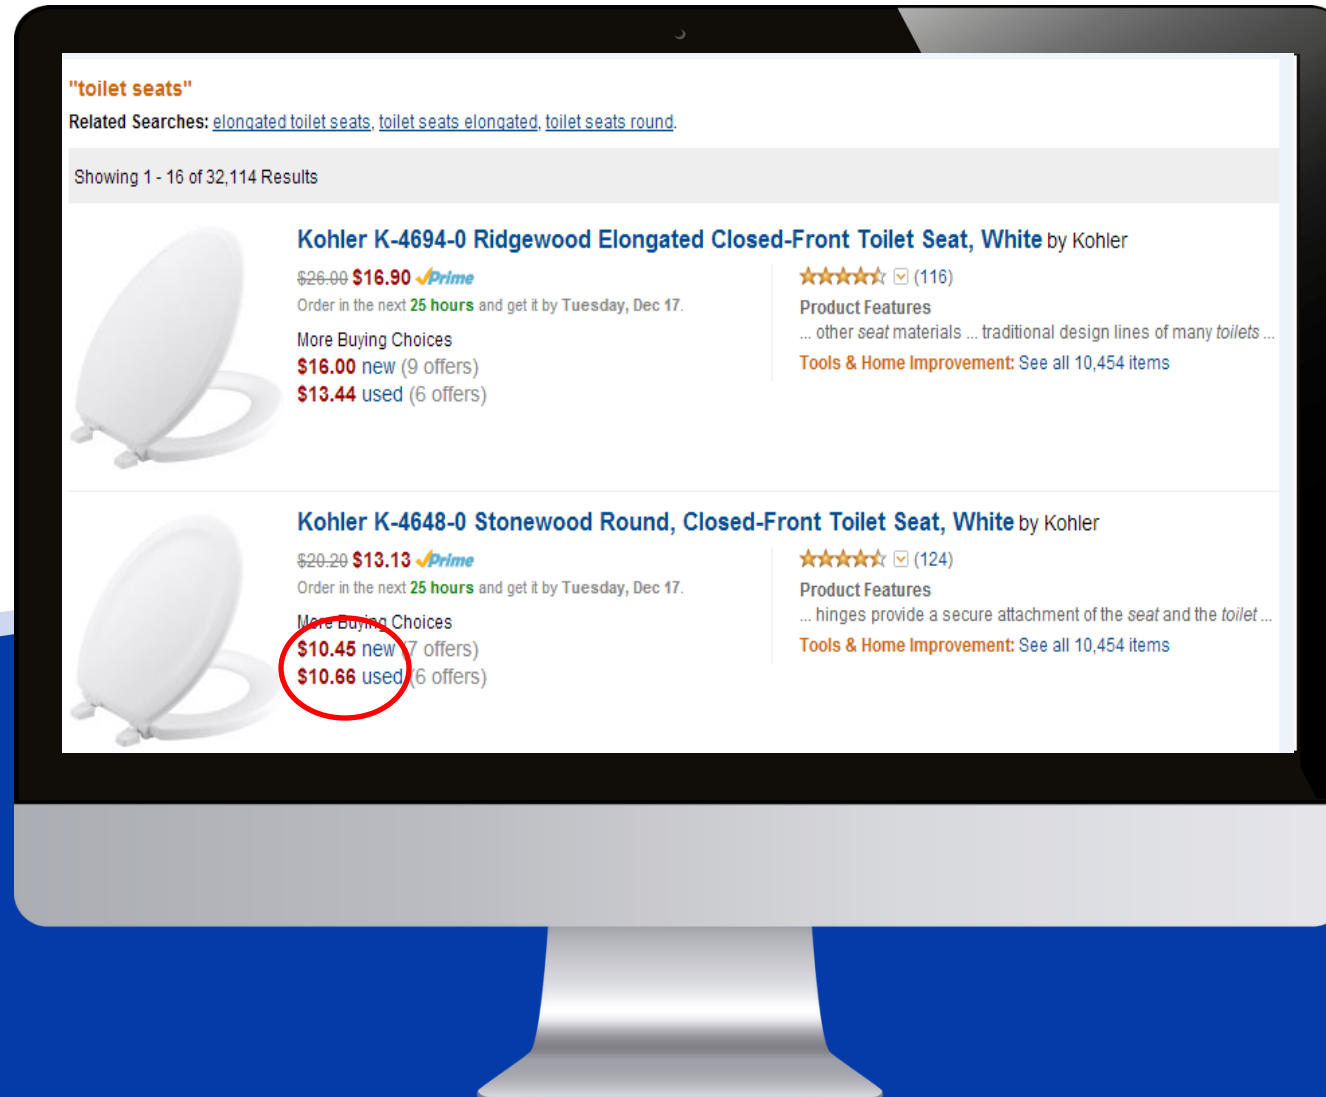 "toilet seats"
Related Searches: elongated toilet seats, toilet seats elongated, toilet seats round.
Showing 1 - 16 of 32,114 Results
Kohler K-4694-0 Ridgewood Elongated Closed-Front Toilet Seat, White by Kohler
$26.00 $16.90 Prime
Order in the next 25 hours and get it by Tuesday, Dec 17.
More Buying Choices
$16.00 new (9 offers)
$13.44 used (6 offers)
(116)
Product Features
... other seat materials ... traditional design lines of many toilets ...
Tools & Home Improvement: See all 10,454 items
Kohler K-4648-0 Stonewood Round, Closed-Front Toilet Seat, White by Kohler
$20.20 $13.13 Prime
Order in the next 25 hours and get it by Tuesday, Dec 17.
More Buying Choices
$10.45 new (7 offers)
$10.66 used (6 offers)
(124)
Product Features
... hinges provide a secure attachment of the seat and the toilet ...
Tools & Home Improvement: See all 10,454 items